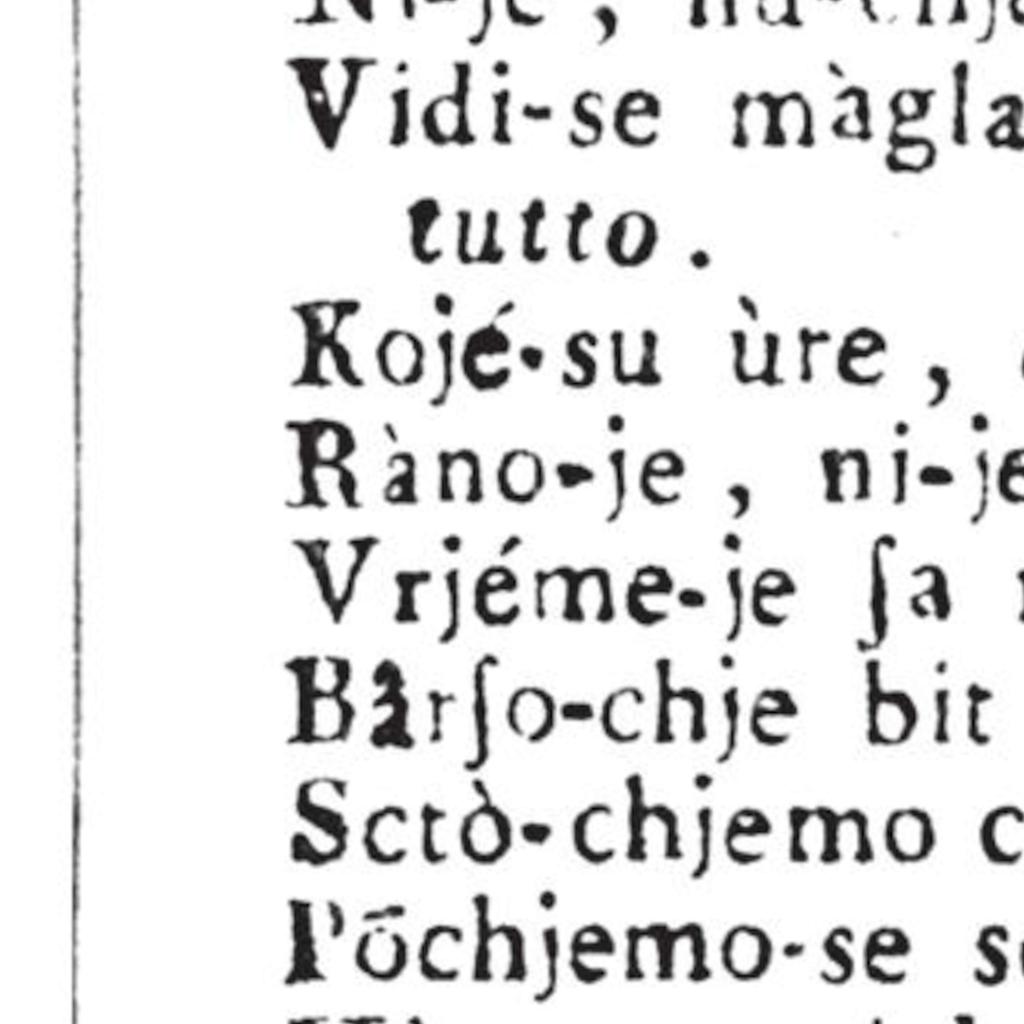 Vidi-se màgla
tutto.
Kojé-su ùre,
Ràno-je, ni-je
Vrjéme-je ſa
Bàrſo-chje bit
Sctò-chjemo
Pōchjemo-se